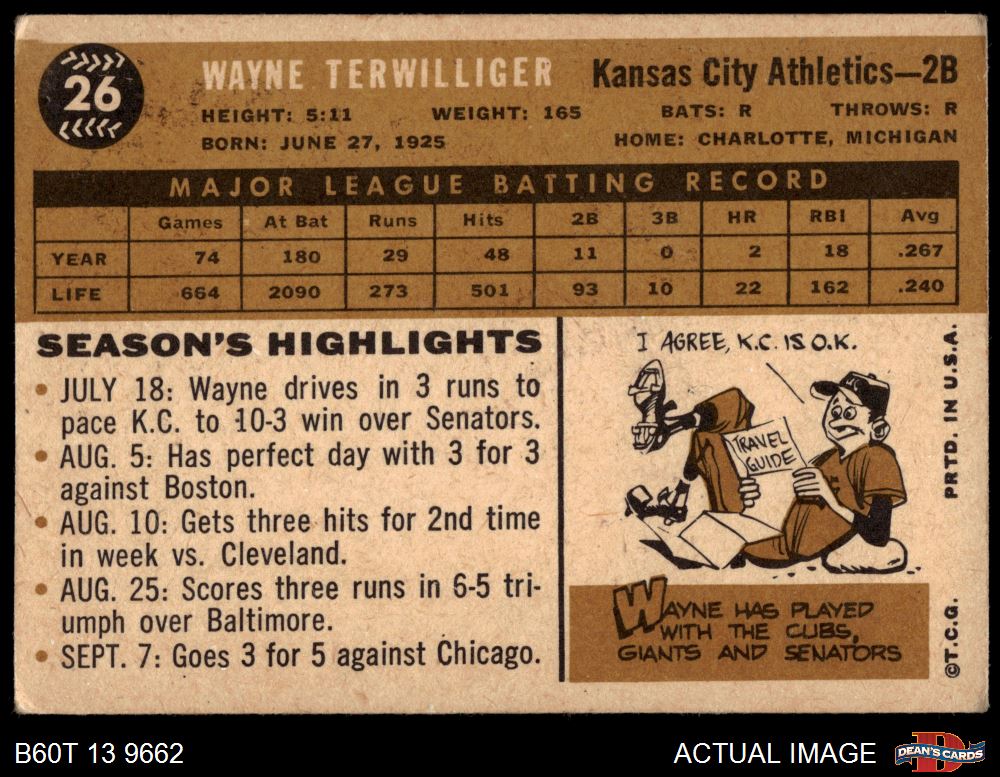 26
WAYNE TERWILLIGER
Kansas City Athletics—2B
HEIGHT: 5:11 WEIGHT: 165 BATS: R THROWS: R
BORN: JUNE 27, 1925 HOME: CHARLOTTE, MICHIGAN
MAJOR LEAGUE BATTING RECORD
Games At Bat Runs Hits 2B 3B HR RBI Avg
YEAR 74 180 29 48 11 0 2 18 .267
LIFE 664 2090 273 501 93 10 22 162 .240
SEASON'S HIGHLIGHTS
• JULY 18: Wayne drives in 3 runs to
pace K.C. to 10-3 win over Senators.
• AUG. 5: Has perfect day with 3 for 3
against Boston.
• AUG. 10: Gets three hits for 2nd time
in week vs. Cleveland.
• AUG. 25: Scores three runs in 6-5 tri-
umph over Baltimore.
• SEPT. 7: Goes 3 for 5 against Chicago.
I AGREE, K.C. IS O.K.
TRAVEL
GUIDE
WAYNE HAS PLAYED
WITH THE CUBS,
GIANTS AND SENATORS
©T.C.G. PRTD. IN U.S.A.
B60T 13 9662
ACTUAL IMAGE
D
DEAN'S CARDS